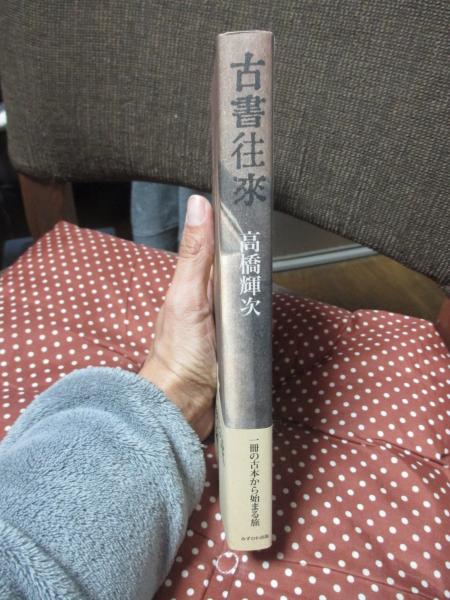 古書往來
高橋輝次
一冊の古本から始まる旅
みずのわ出版